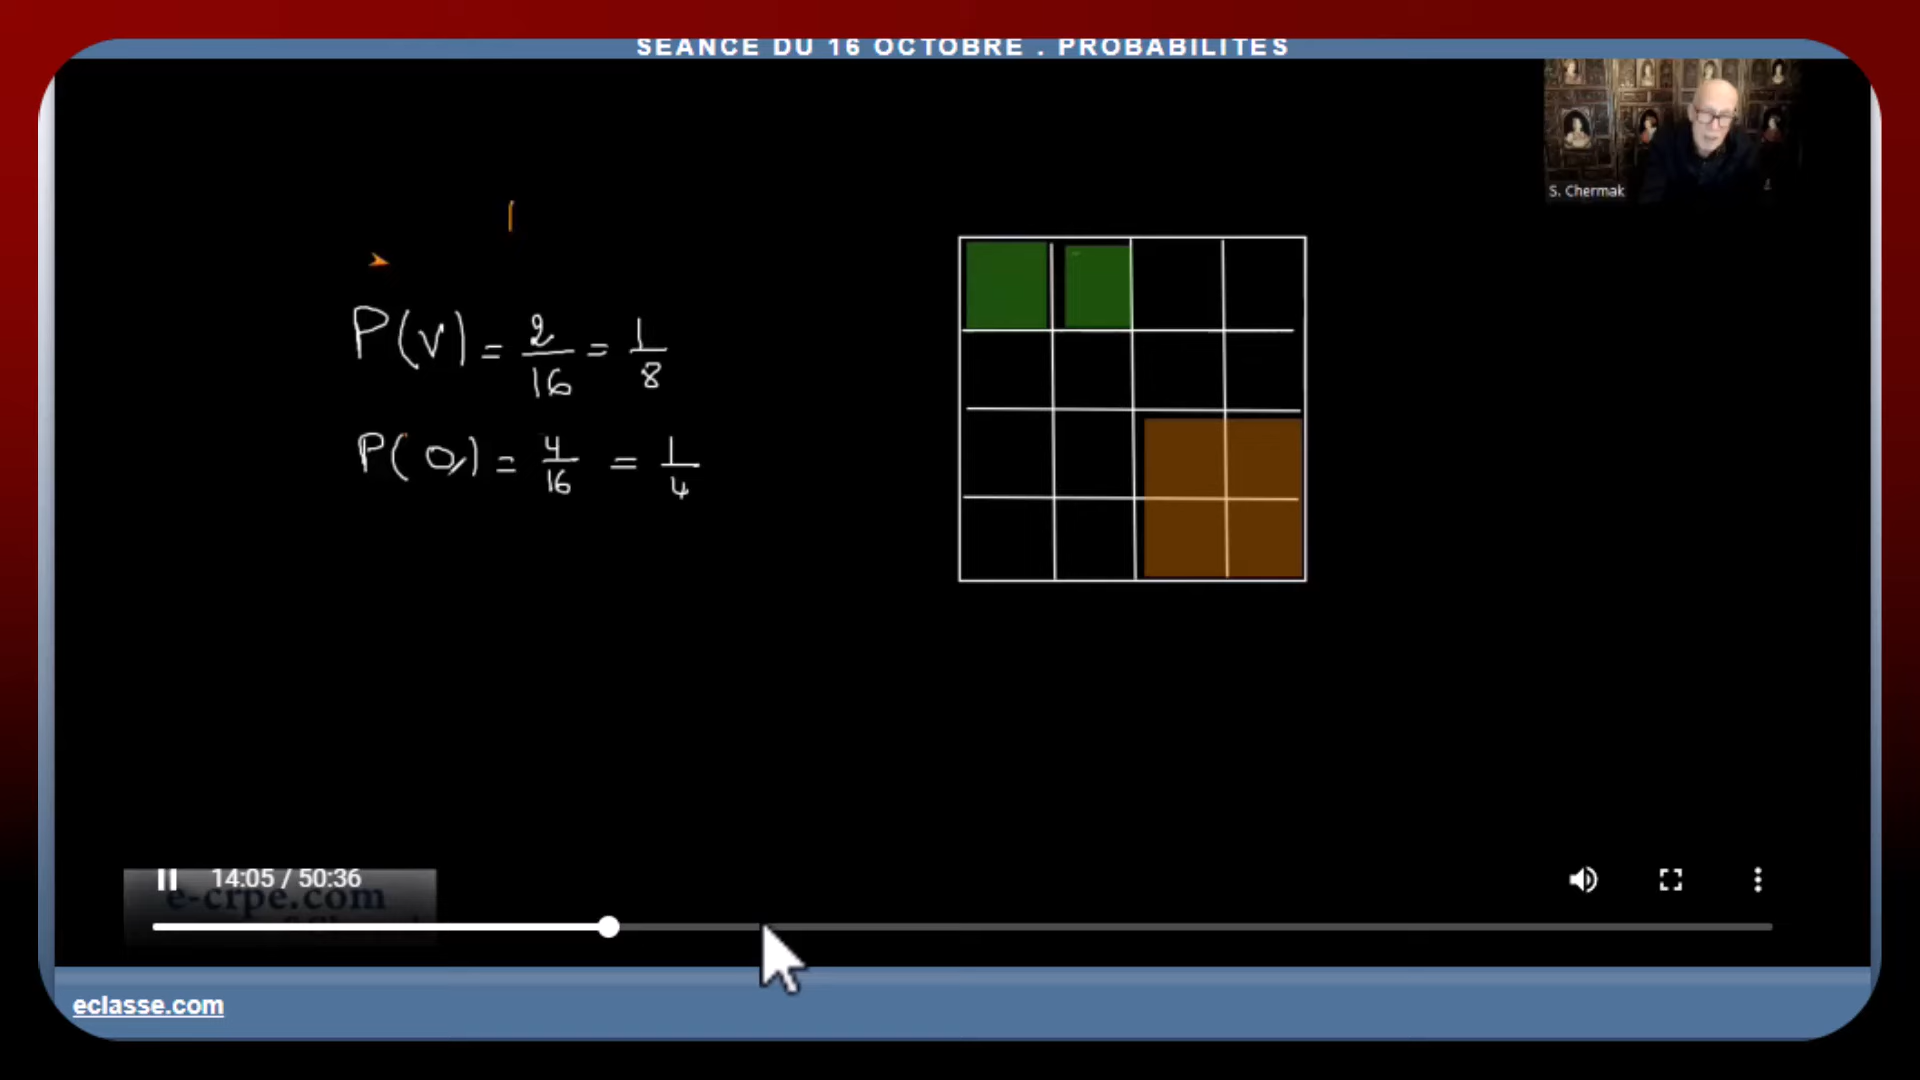 SEANCE DU 16 OCTOBRE . PROBABILITES
S. Chermak
P(V) = 2/16 = 1/8
P(O) = 4/16 = 1/4
14:05 / 50:36
e-crpe.com
eclasse.com